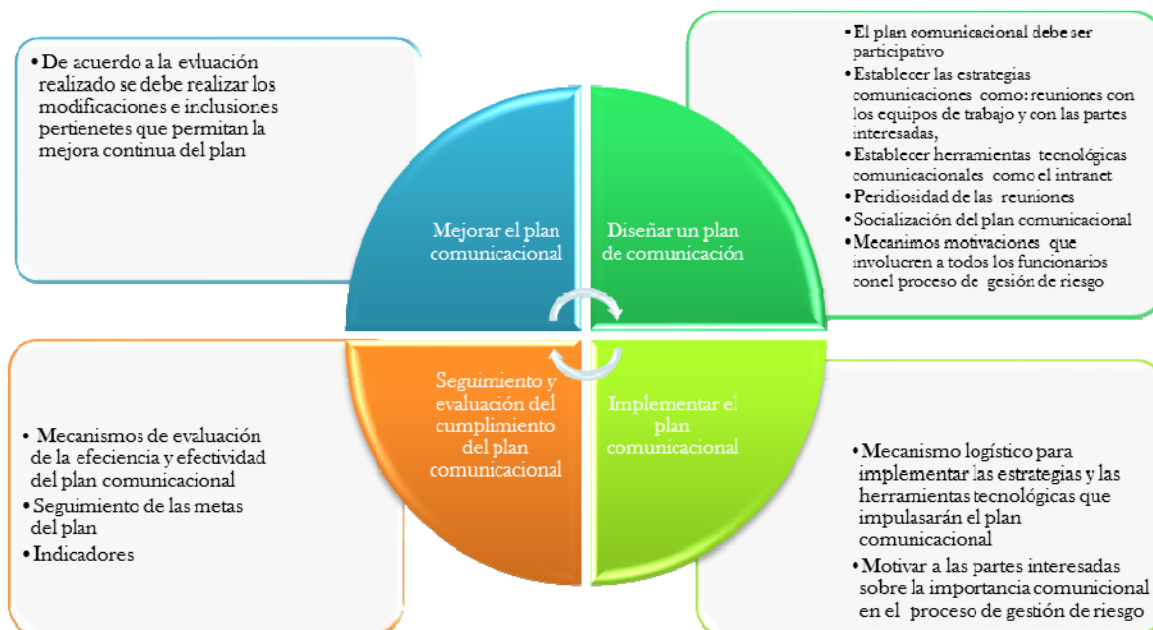 • De acuerdo a la evluación
realizado se debe realizar los
modificaciones e inclusiones
pertienetes que permitan la
mejora continua del plan
• El plan comunicacional debe ser
participativo
• Establecer las estrategias
comunicaciones como: reuniones con
los equipos de trabajo y con las partes
interesadas,
• Establecer herramientas tecnológicas
comunicacionales como el intranet
• Peridiosidad de las reuniones
• Socialización del plan comunicacional
• Mecanimos motivaciones que
involucren a todos los funcionarios
conel proceso de gesión de riesgo
Mejorar el plan
comunicacional
Diseñar un plan
de comunicación
Seguimiento y
evaluación del
cumplimiento
del plan
comunicacional
Implementar el
plan
comunicacional
• Mecanismos de evaluación
de la efeciencia y efectividad
del plan comunicacional
• Seguimiento de las metas
del plan
• Indicadores
• Mecanismo logístico para
implementar las estrategias y las
herramientas tecnológicas que
impulasarán el plan
comunicacional
• Motivar a las partes interesadas
sobre la importancia comunicional
en el proceso de gestión de riesgo